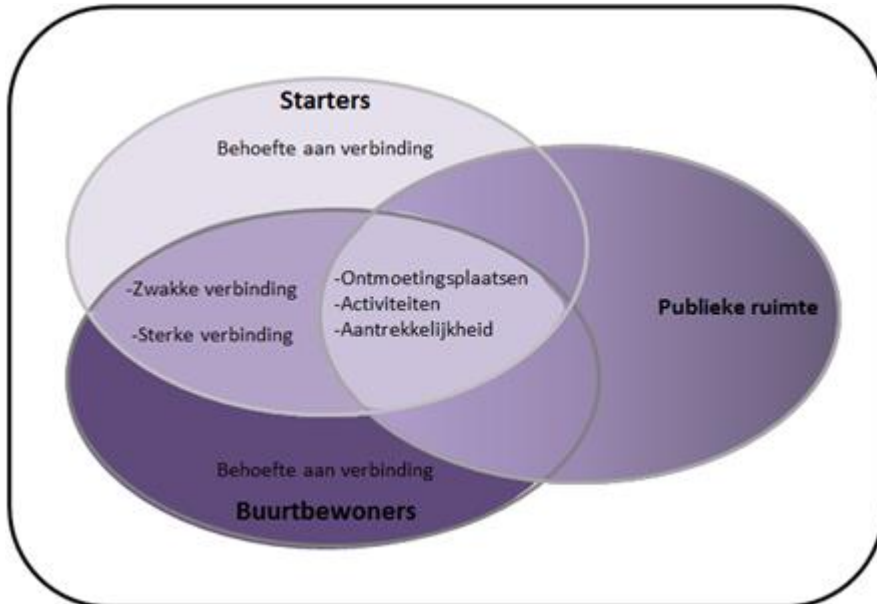 Starters
Behoefte aan verbinding
-Zwakke verbinding
-Sterke verbinding
-Ontmoetingsplaatsen
-Activiteiten
-Aantrekkelijkheid
Publieke ruimte
Behoefte aan verbinding
Buurtbewoners